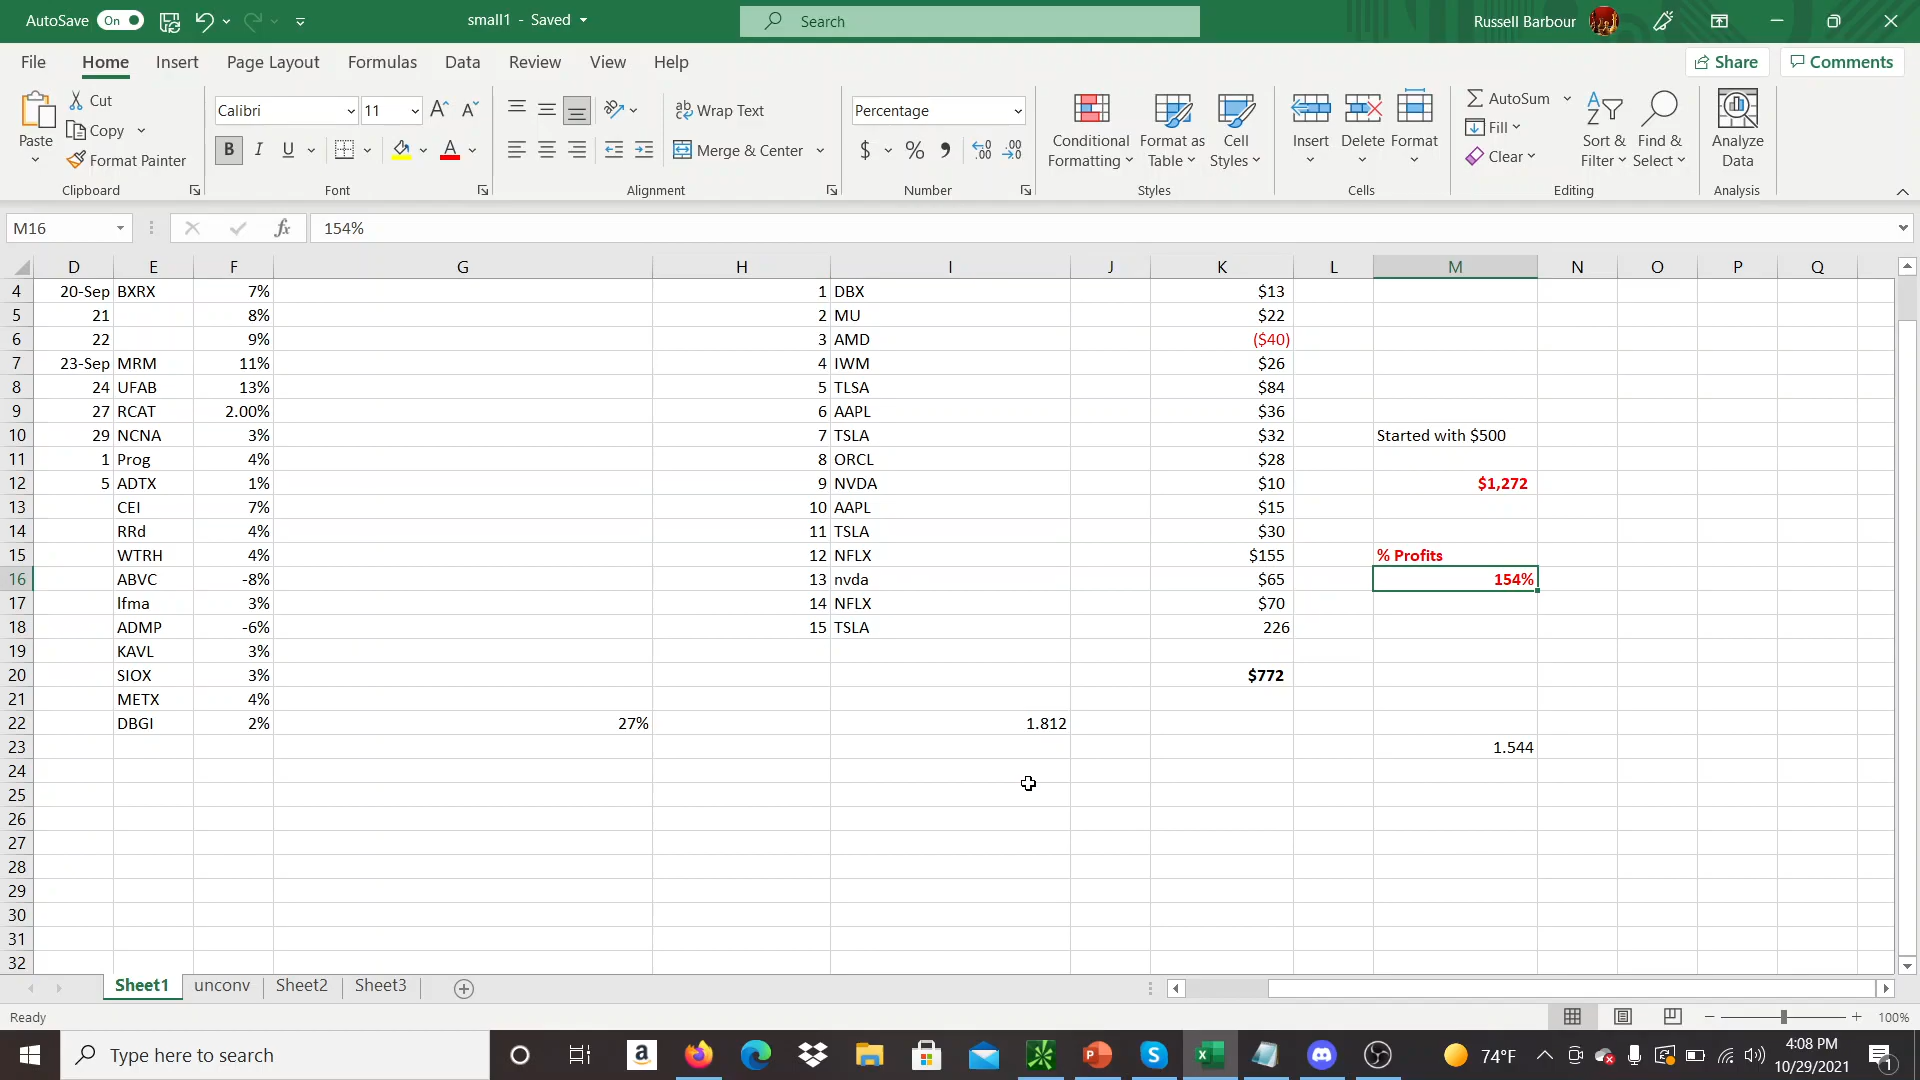 AutoSave On small1 - Saved Search Russell Barbour
File Home Insert Page Layout Formulas Data Review View Help Share Comments
Paste Cut Copy Format Painter Clipboard
Calibri 11 B I U A Font
ab Wrap Text Merge & Center Alignment
Percentage $ % , Number
Conditional Formatting Format as Table Cell Styles Styles
Insert Delete Format Cells
AutoSum Fill Clear Sort & Filter Find & Select Editing
Analyze Data Analysis
M16 fx 154%
D E F G H I J K L M N O P Q
4 20-Sep BXRX 7% 1 DBX $13
5 21 8% 2 MU $22
6 22 9% 3 AMD ($40)
7 23-Sep MRM 11% 4 IWM $26
8 24 UFAB 13% 5 TLSA $84
9 27 RCAT 2.00% 6 AAPL $36
10 29 NCNA 3% 7 TSLA $32 Started with $500
11 1 Prog 4% 8 ORCL $28
12 5 ADTX 1% 9 NVDA $10 $1,272
13 CEI 7% 10 AAPL $15
14 RRd 4% 11 TSLA $30
15 WTRH 4% 12 NFLX $155 % Profits
16 ABVC -8% 13 nvda $65 154%
17 lfma 3% 14 NFLX $70
18 ADMP -6% 15 TSLA 226
19 KAVL 3%
20 SIOX 3% $772
21 METX 4%
22 DBGI 2% 27% 1.812
23 1.544
24
25
26
27
28
29
30
31
32
Sheet1 unconv Sheet2 Sheet3
Ready 100%
Type here to search 74°F 4:08 PM
10/29/2021 1